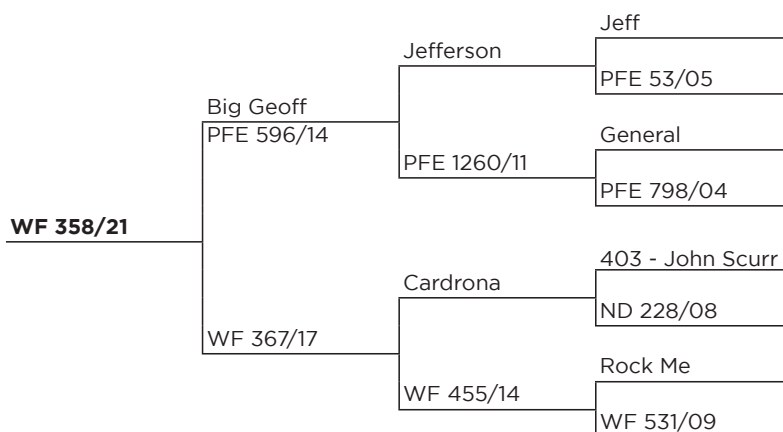 Jeff
Jefferson
PFE 53/05
Big Geoff
PFE 596/14
General
PFE 1260/11
PFE 798/04
WF 358/21
403 - John Scurr
Cardrona
ND 228/08
WF 367/17
Rock Me
WF 455/14
WF 531/09